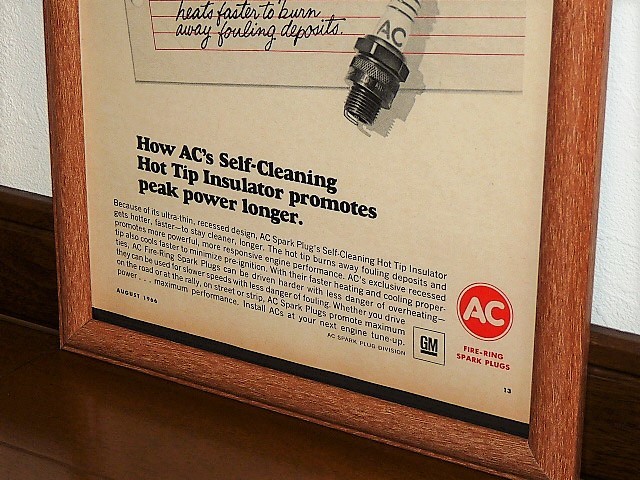 heats faster to burn
away fouling deposits.
AC
How AC's Self-Cleaning
Hot Tip Insulator promotes
peak power longer.
Because of its ultra-thin, recessed design, AC Spark Plug's Self-Cleaning Hot Tip Insulator
gets hotter, faster—to stay cleaner, longer. The hot tip burns away fouling deposits and
promotes more powerful, more responsive engine performance. AC's exclusive recessed
tip also cools faster to minimize pre-ignition. With their faster heating and cooling proper-
ties, AC Fire-Ring Spark Plugs can be driven harder with less danger of overheating—
they can be used for slower speeds with less danger of fouling. Whether you drive
on the road or at the rally, on street or strip, AC Spark Plugs promote maximum
power . . . maximum performance. Install ACs at your next engine tune-up.
AC SPARK PLUG DIVISION
AUGUST 1966
GM
AC
FIRE-RING
SPARK PLUGS
13